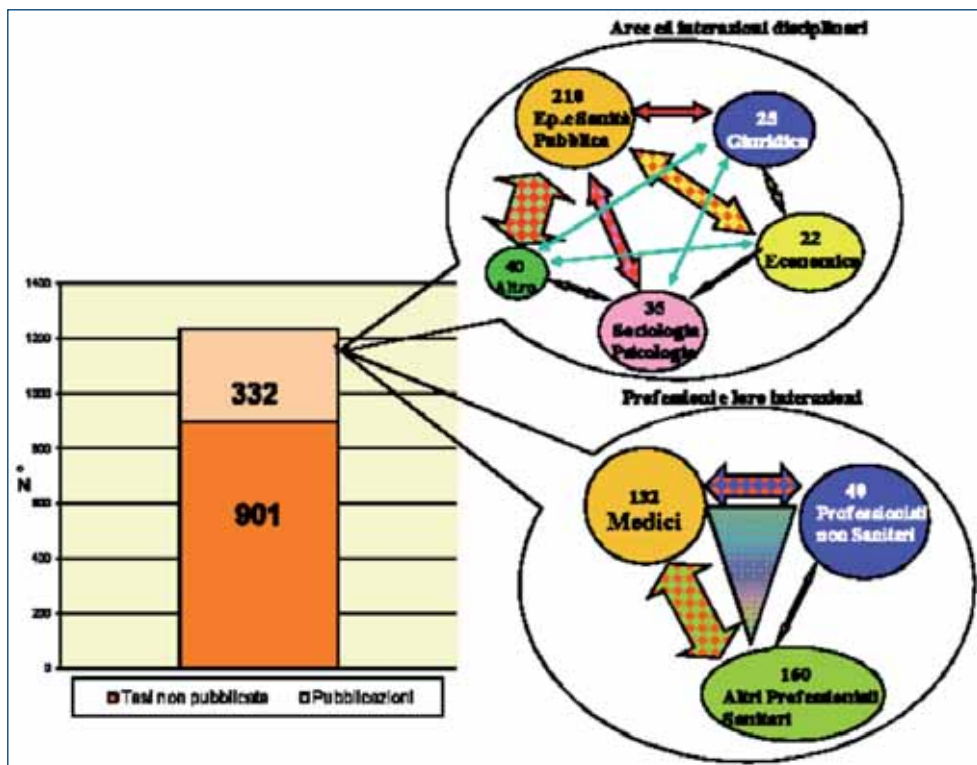 Aree ed interazioni disciplinari
210
Ep. e Sanità
Pubblica
25
Giuridica
22
Economica
40
Altro
35
Sociologia
Psicologia
1400
1200
1000
800
600
400
200
0
N°
332
901
Tesi non pubblicate
Pubblicazioni
Professioni e loro interazioni
132
Medici
40
Professionisti
non Sanitari
160
Altri Professionisti
Sanitari